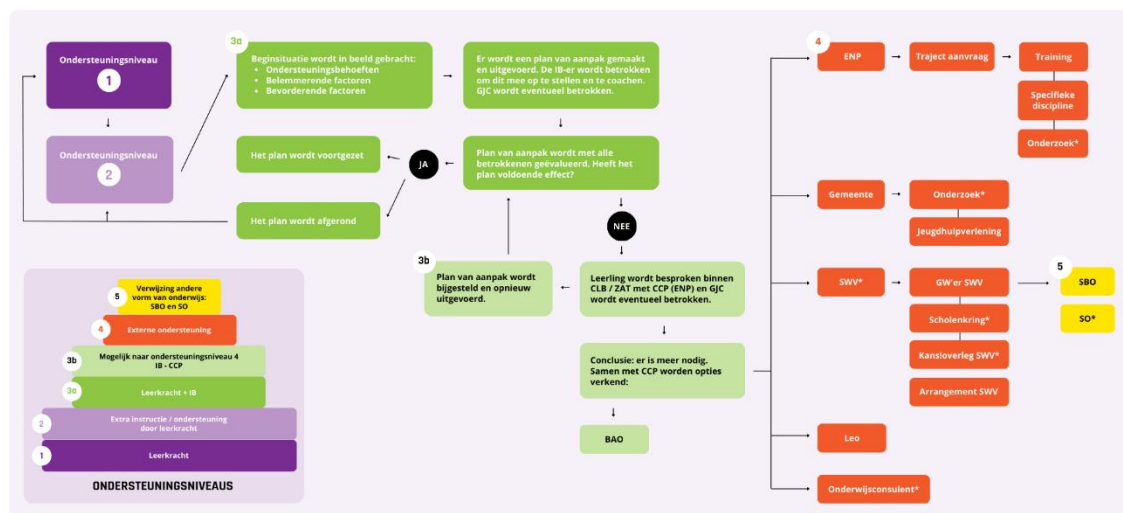 Ondersteuningsniveau
1
Ondersteuningsniveau
2
3a
Beginsituatie wordt in beeld gebracht:
• Ondersteuningsbehoeften
• Belemmerende factoren
• Bevorderende factoren
Er wordt een plan van aanpak gemaakt
en uitgevoerd. De IB-er wordt betrokken
om dit mee op te stellen en te coachen.
GJC wordt eventueel betrokken.
Het plan wordt voortgezet
JA
Plan van aanpak wordt met alle
betrokkenen geëvalueerd. Heeft het
plan voldoende effect?
Het plan wordt afgerond
NEE
3b
Plan van aanpak wordt
bijgesteld en opnieuw
uitgevoerd.
Leerling wordt besproken binnen
CLB / ZAT met CCP (ENP) en GJC
wordt eventueel betrokken.
Conclusie: er is meer nodig.
Samen met CCP worden opties
verkend:
BAO
4
ENP
Traject aanvraag
Training
Specifieke
discipline
Onderzoek*
Gemeente
Onderzoek*
Jeugdhulpverlening
SWV*
GW'er SWV
Scholenkring*
Kans!overleg SWV*
Arrangement SWV
5
SBO
SO*
Leo
Onderwijsconsulent*
5
Verwijzing andere
vorm van onderwijs:
SBO en SO
4
Externe ondersteuning
3b
Mogelijk naar ondersteuningsniveau 4
IB - CCP
3a
Leerkracht + IB
2
Extra instructie / ondersteuning
door leerkracht
1
Leerkracht
ONDERSTEUNINGSNIVEAUS